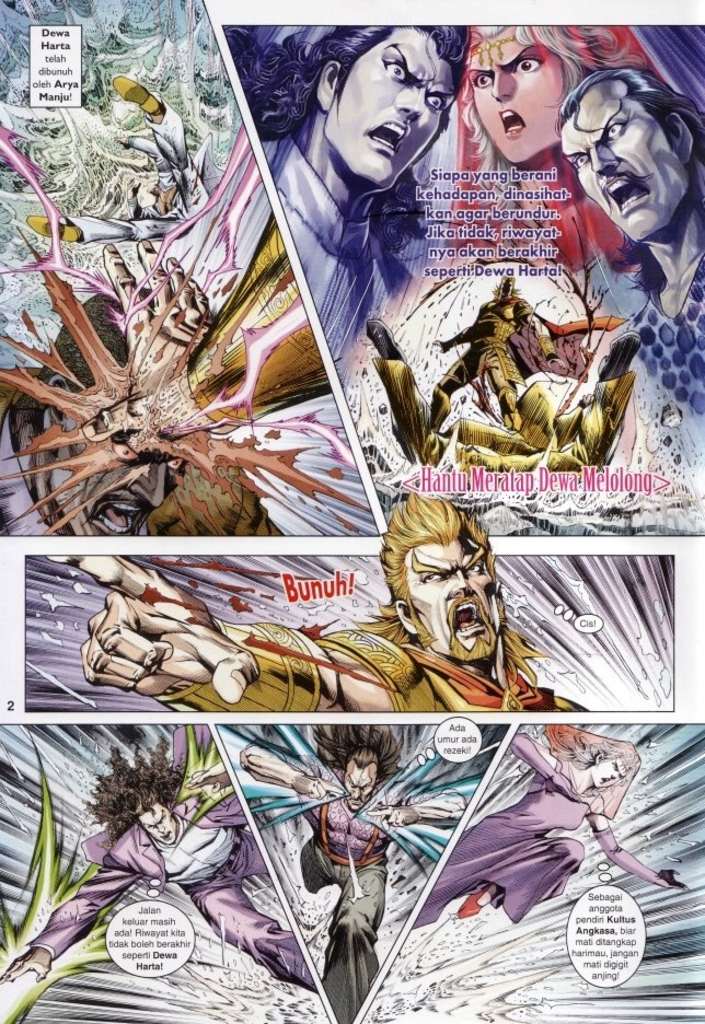 Dewa
Harta
telah
dibunuh
oleh Arya
Manju!
Siapa yang berani
kehadapan, dinasihat-
kan agar berundur.
Jika tidak, riwayat-
nya akan berakhir
seperti Dewa Harta!
<Hantu Meratap Dewa Melolong>
Bunuh!
Cis!
2
Ada
umur ada
rezeki!
Jalan
keluar masih
ada! Riwayat kita
tidak boleh berakhir
seperti Dewa
Harta!
Sebagai
anggota
pendiri Kultus
Angkasa, biar
mati ditangkap
harimau, jangan
mati digigit
anjing!